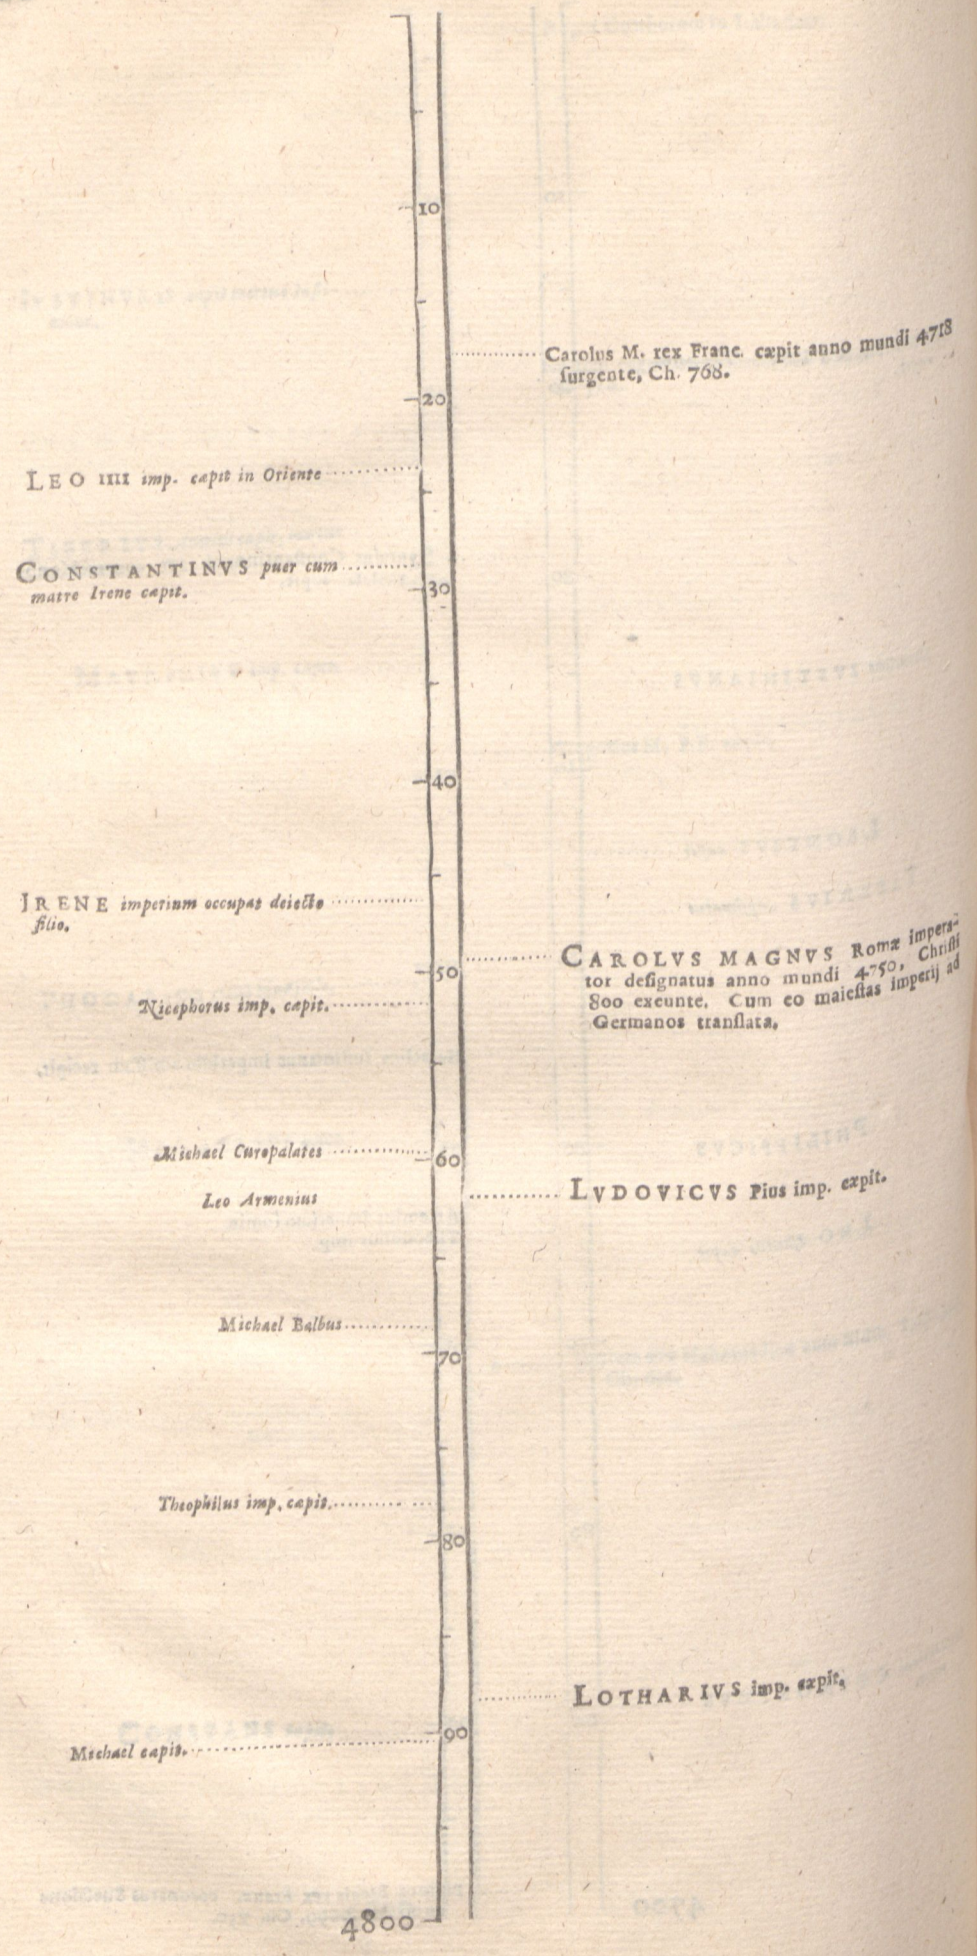 10
Carolus M. rex Franc. cæpit anno mundi 4718
surgente, Ch. 768.
20
LEO IIII imp. cæpit in Oriente
CONSTANTINVS puer cum
matre Irene cæpit.
30
40
IRENE imperium occupat deiecto
filio.
CAROLVS MAGNVS Romæ impera-
tor designatus anno mundi 4750, Christi
800 exeunte. Cum eo maiestas imperij ad
Germanos translata.
50
Nicephorus imp. cæpit.
Michael Curopalates
60
LVDOVICVS Pius imp. cæpit.
Leo Armenius
Michael Balbus
70
Theophilus imp. cæpit.
80
LOTHARIVS imp. cæpit.
90
Michael cæpit.
4800